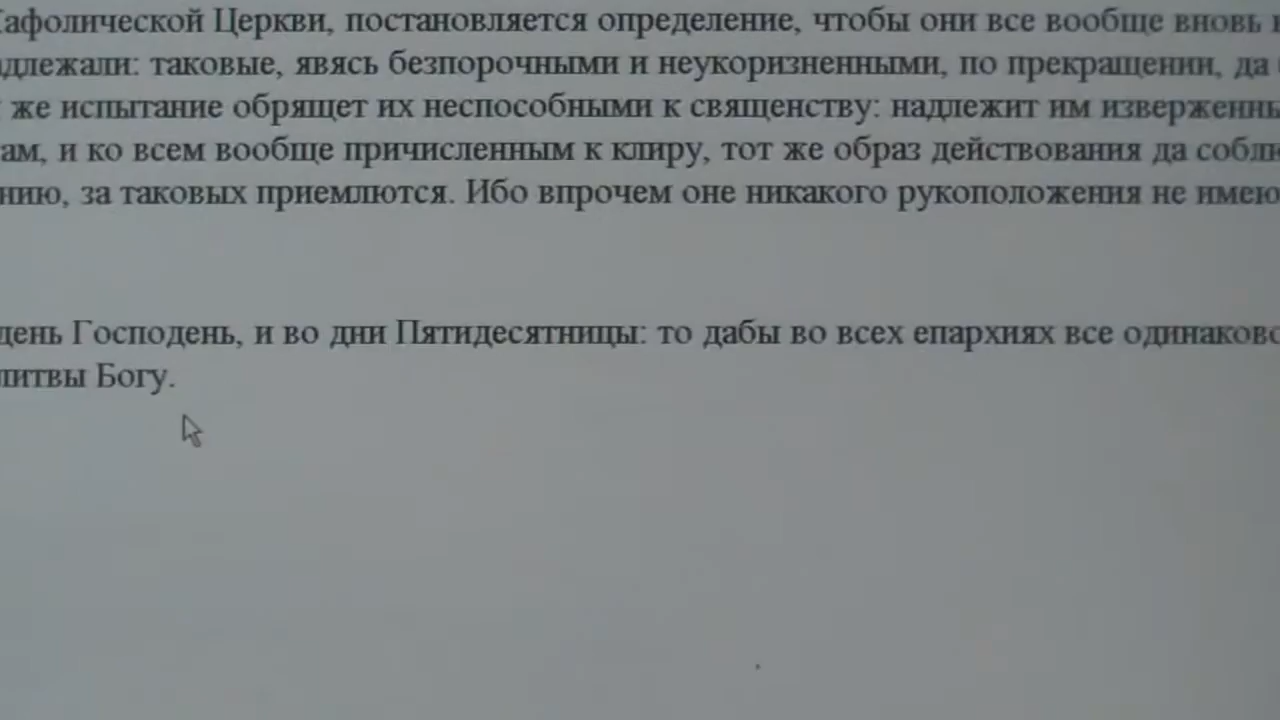 афолической Церкви, постановляется определение, чтобы они все вообще вновь
длежали: таковые, явясь безпорочными и неукоризненными, по прекращении, да
же испытание обрящет их неспособными к священству: надлежит им изверженны
ам, и ко всем вообще причисленным к клиру, тот же образ действования да собл
нию, за таковых приемлются. Ибо впрочем оне никакого рукоположения не имею
день Господень, и во дни Пятидесятницы: то дабы во всех епархиях все одинаково
литвы Богу.